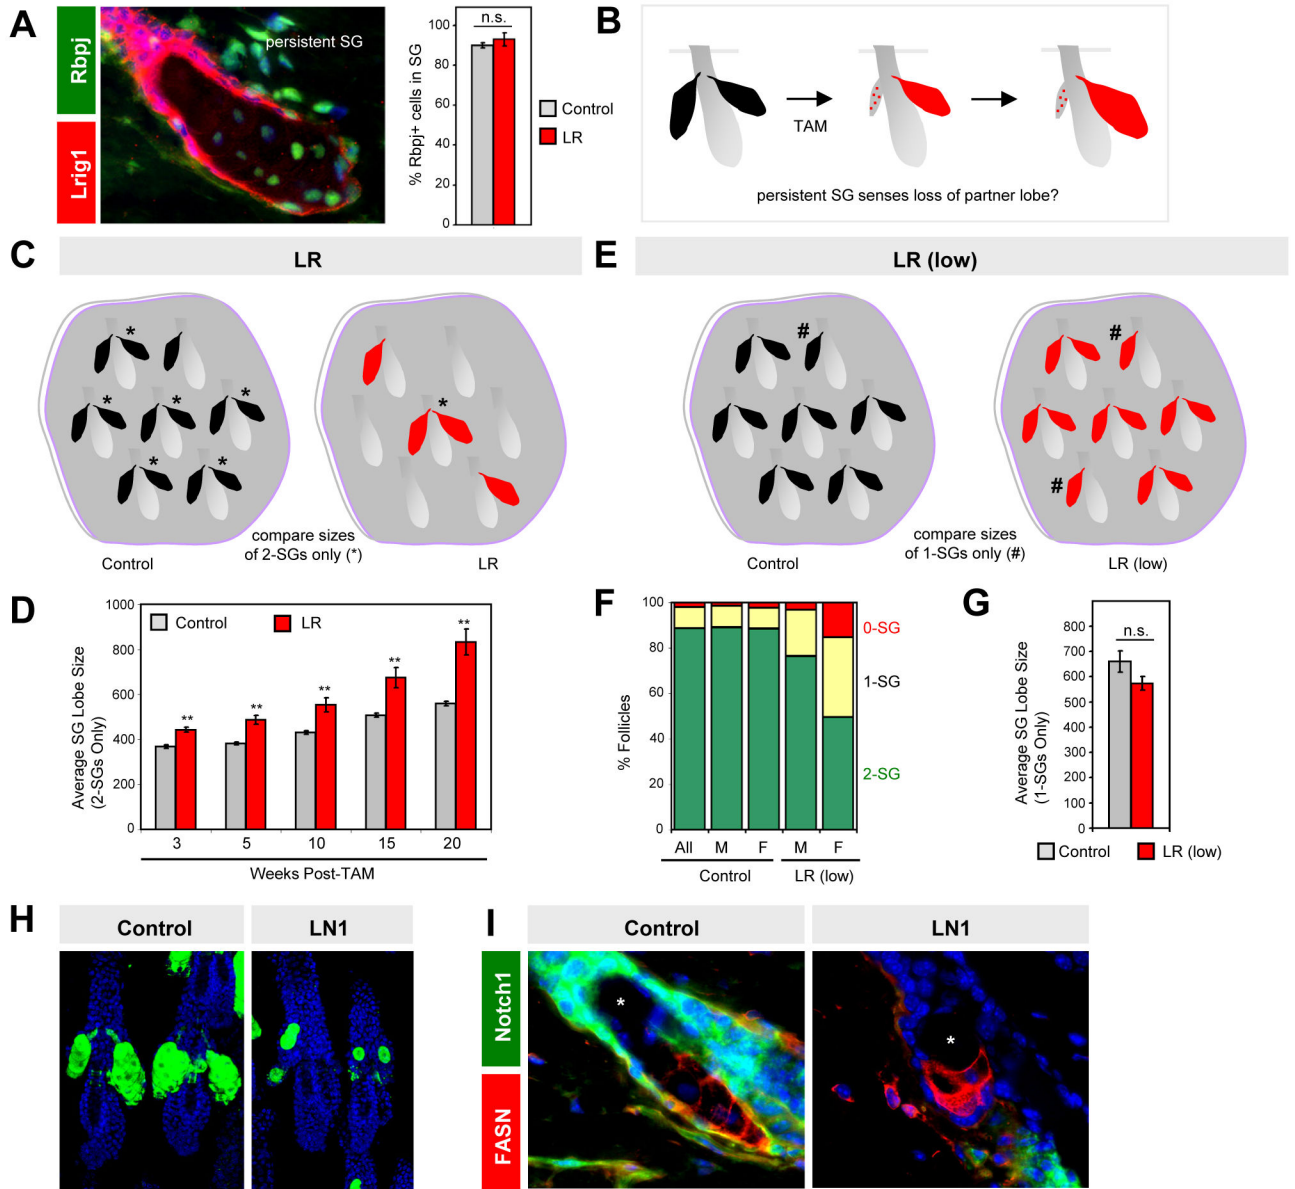 A
Rbpj
Lrig1
persistent SG
n.s.
100
80
60
40
20
0
% Rbpj+ cells in SG
Control
LR
B
TAM
persistent SG senses loss of partner lobe?
C
LR
*
*
*
*
*
*
*
compare sizes
of 2-SGs only (*)
Control
LR
E
LR (low)
#
#
#
compare sizes
of 1-SGs only (#)
Control
LR (low)
D
Average SG Lobe Size
(2-SGs Only)
1000
800
600
400
200
0
Control
LR
**
**
**
**
**
3
5
10
15
20
Weeks Post-TAM
F
% Follicles
100
80
60
40
20
0
0-SG
1-SG
2-SG
All
M
F
M
F
Control
LR (low)
G
Average SG Lobe Size
(1-SGs Only)
800
700
600
500
400
300
200
100
0
n.s.
Control
LR (low)
H
Control
LN1
I
Control
LN1
Notch1
FASN
*
*